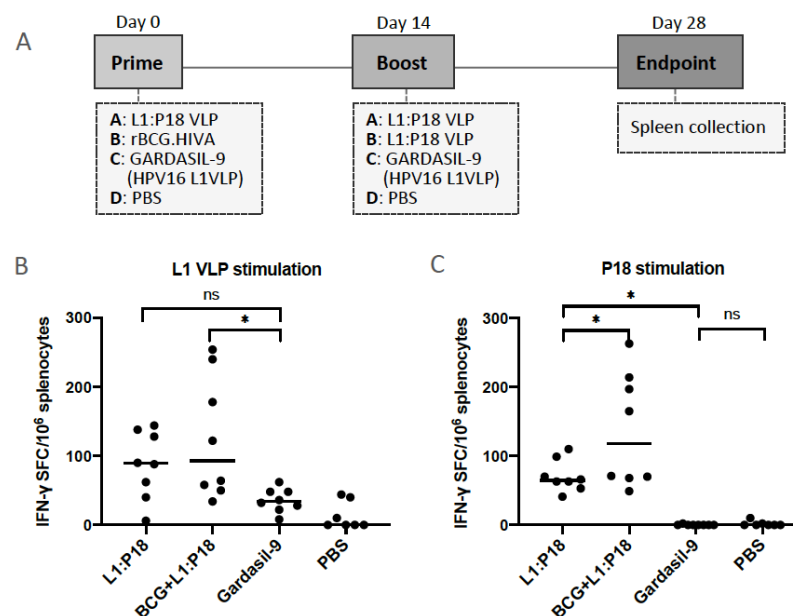 A
Day 0
Day 14
Day 28
Prime
Boost
Endpoint
A: L1:P18 VLP
B: rBCG.HIVA
C: GARDASIL-9
(HPV16 L1VLP)
D: PBS
A: L1:P18 VLP
B: L1:P18 VLP
C: GARDASIL-9
(HPV16 L1VLP)
D: PBS
Spleen collection
B
L1 VLP stimulation
ns
*
300
200
100
0
IFN-γ SFC/10⁶ splenocytes
L1:P18
BCG+L1:P18
Gardasil-9
PBS
C
P18 stimulation
*
*
ns
300
200
100
0
IFN-γ SFC/10⁶ splenocytes
L1:P18
BCG+L1:P18
Gardasil-9
PBS